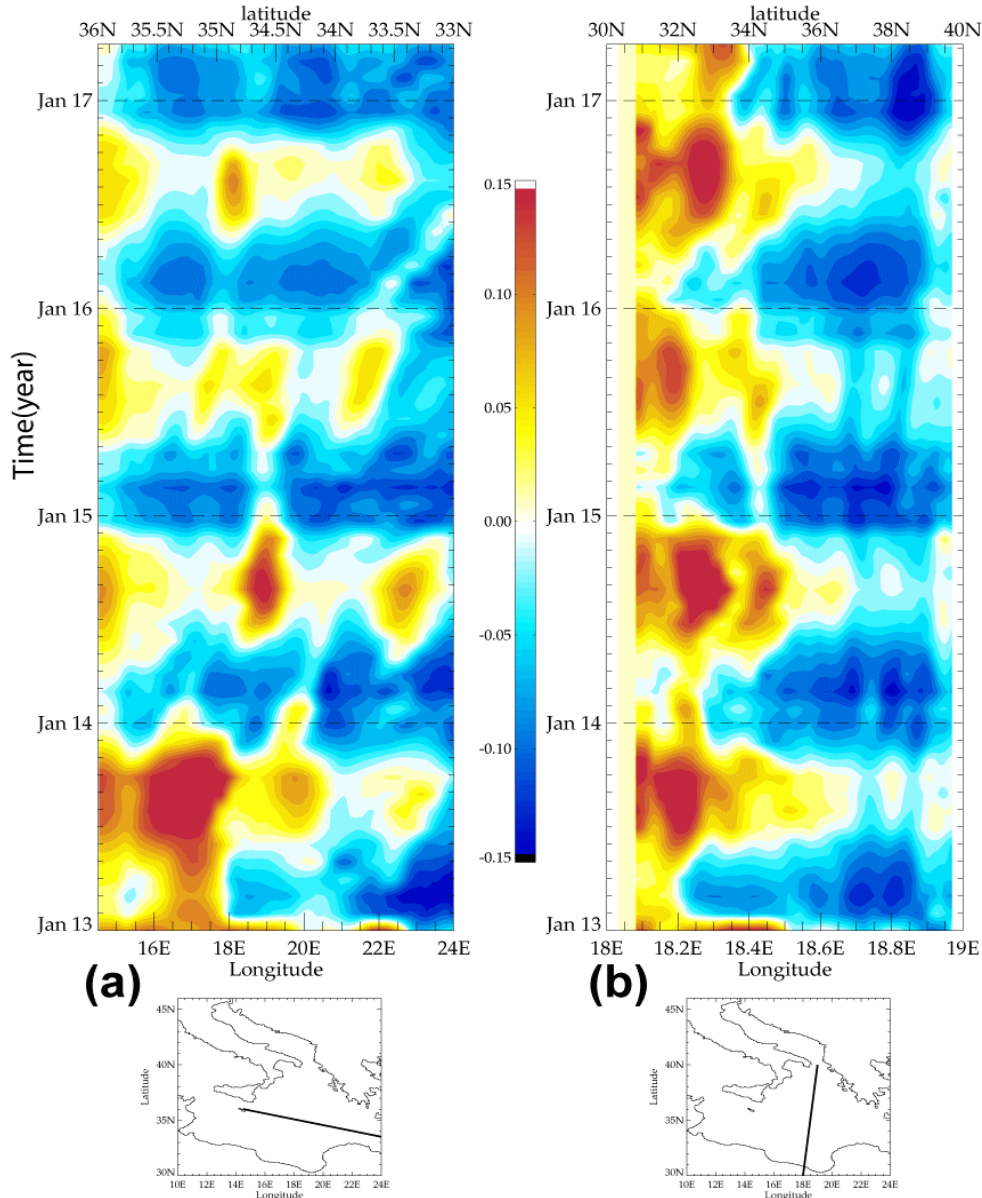 latitude
36N 35.5N 35N 34.5N 34N 33.5N 33N
Jan 17
Jan 16
Jan 15
Jan 14
Jan 13
Time(year)
16E 18E 20E 22E 24E
Longitude
(a)
0.15
0.10
0.05
0.00
-0.05
-0.10
-0.15
latitude
30N 32N 34N 36N 38N 40N
Jan 17
Jan 16
Jan 15
Jan 14
Jan 13
18E 18.2E 18.4E 18.6E 18.8E 19E
Longitude
(b)
45N
40N
35N
30N
Latitude
10E 12E 14E 16E 18E 20E 22E 24E
Longitude
45N
40N
35N
30N
Latitude
10E 12E 14E 16E 18E 20E 22E 24E
Longitude